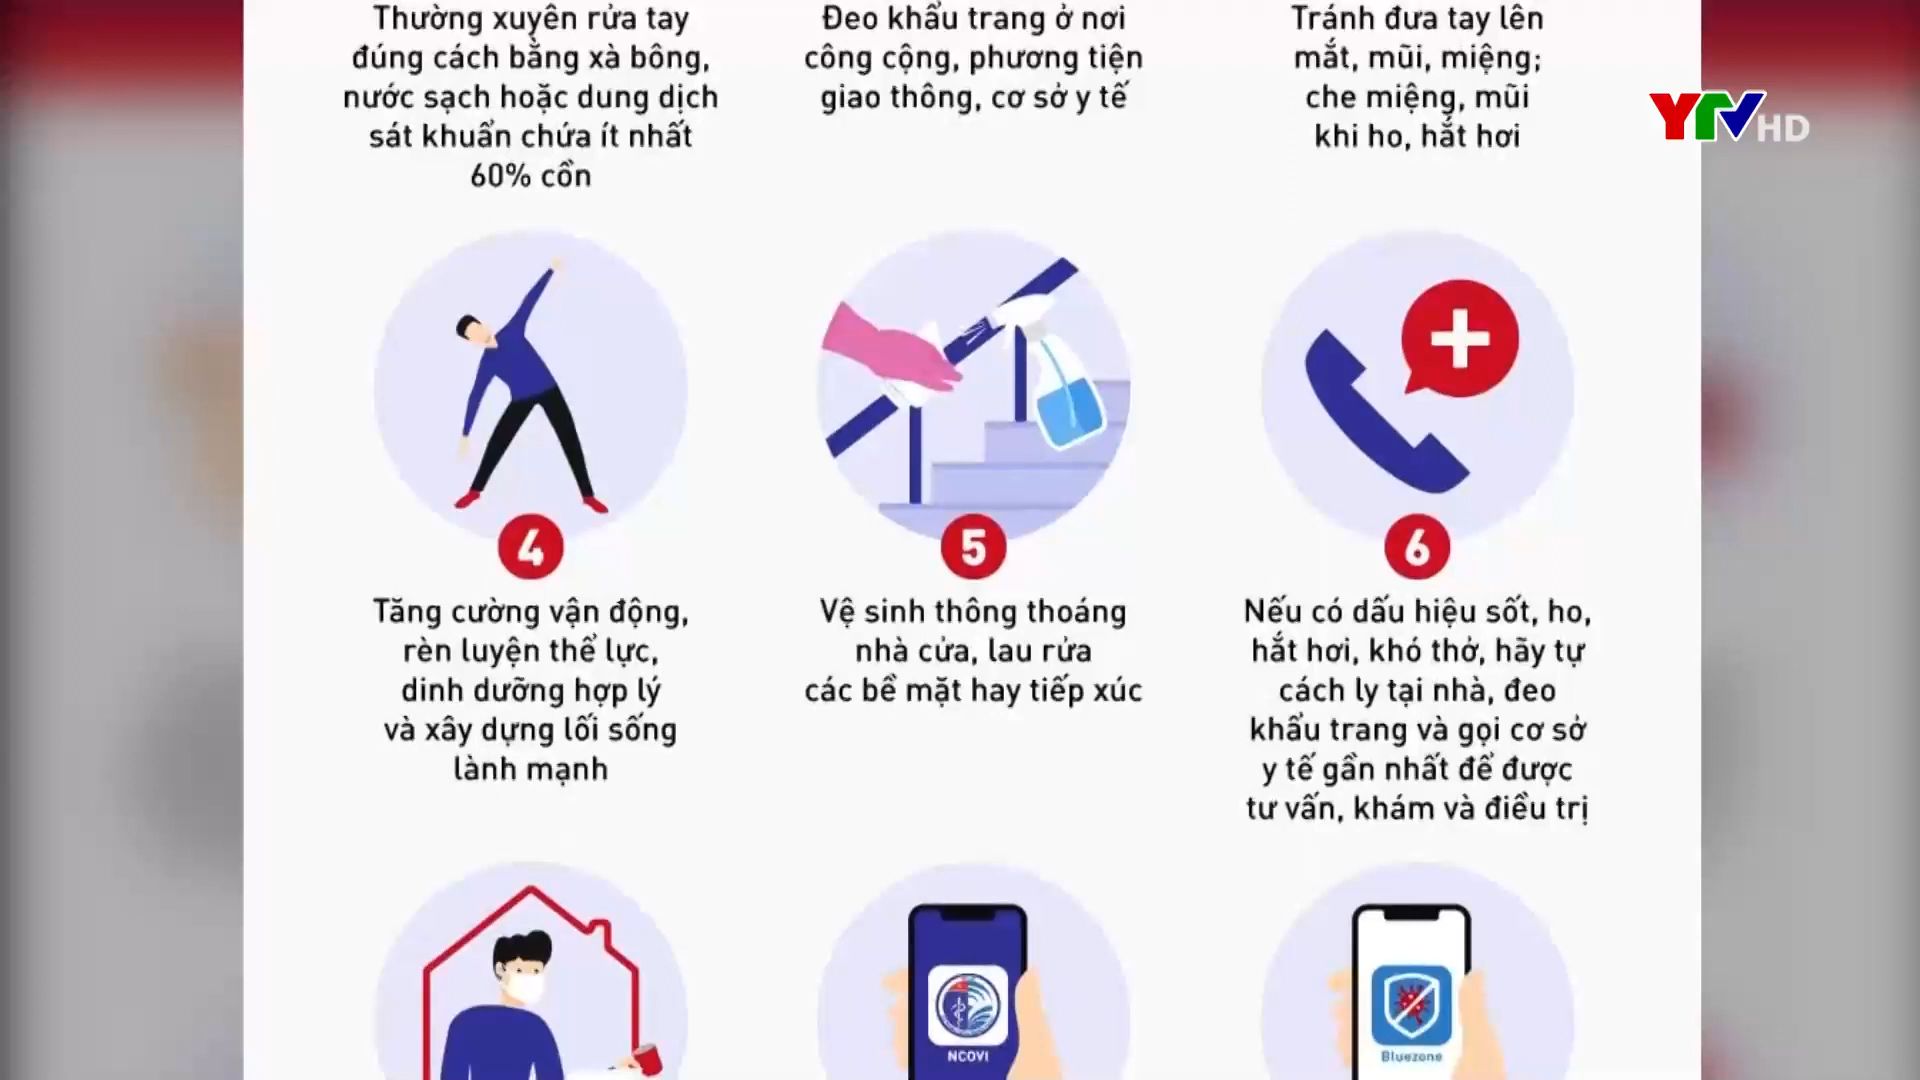 Thường xuyên rửa tay
đúng cách bằng xà bông,
nước sạch hoặc dung dịch
sát khuẩn chứa ít nhất
60% cồn
Đeo khẩu trang ở nơi
công cộng, phương tiện
giao thông, cơ sở y tế
Tránh đưa tay lên
mắt, mũi, miệng;
che miệng, mũi
khi ho, hắt hơi
YTV HD
4
Tăng cường vận động,
rèn luyện thể lực,
dinh dưỡng hợp lý
và xây dựng lối sống
lành mạnh
5
Vệ sinh thông thoáng
nhà cửa, lau rửa
các bề mặt hay tiếp xúc
6
Nếu có dấu hiệu sốt, ho,
hắt hơi, khó thở, hãy tự
cách ly tại nhà, đeo
khẩu trang và gọi cơ sở
y tế gần nhất để được
tư vấn, khám và điều trị
NCOVI
Bluezone